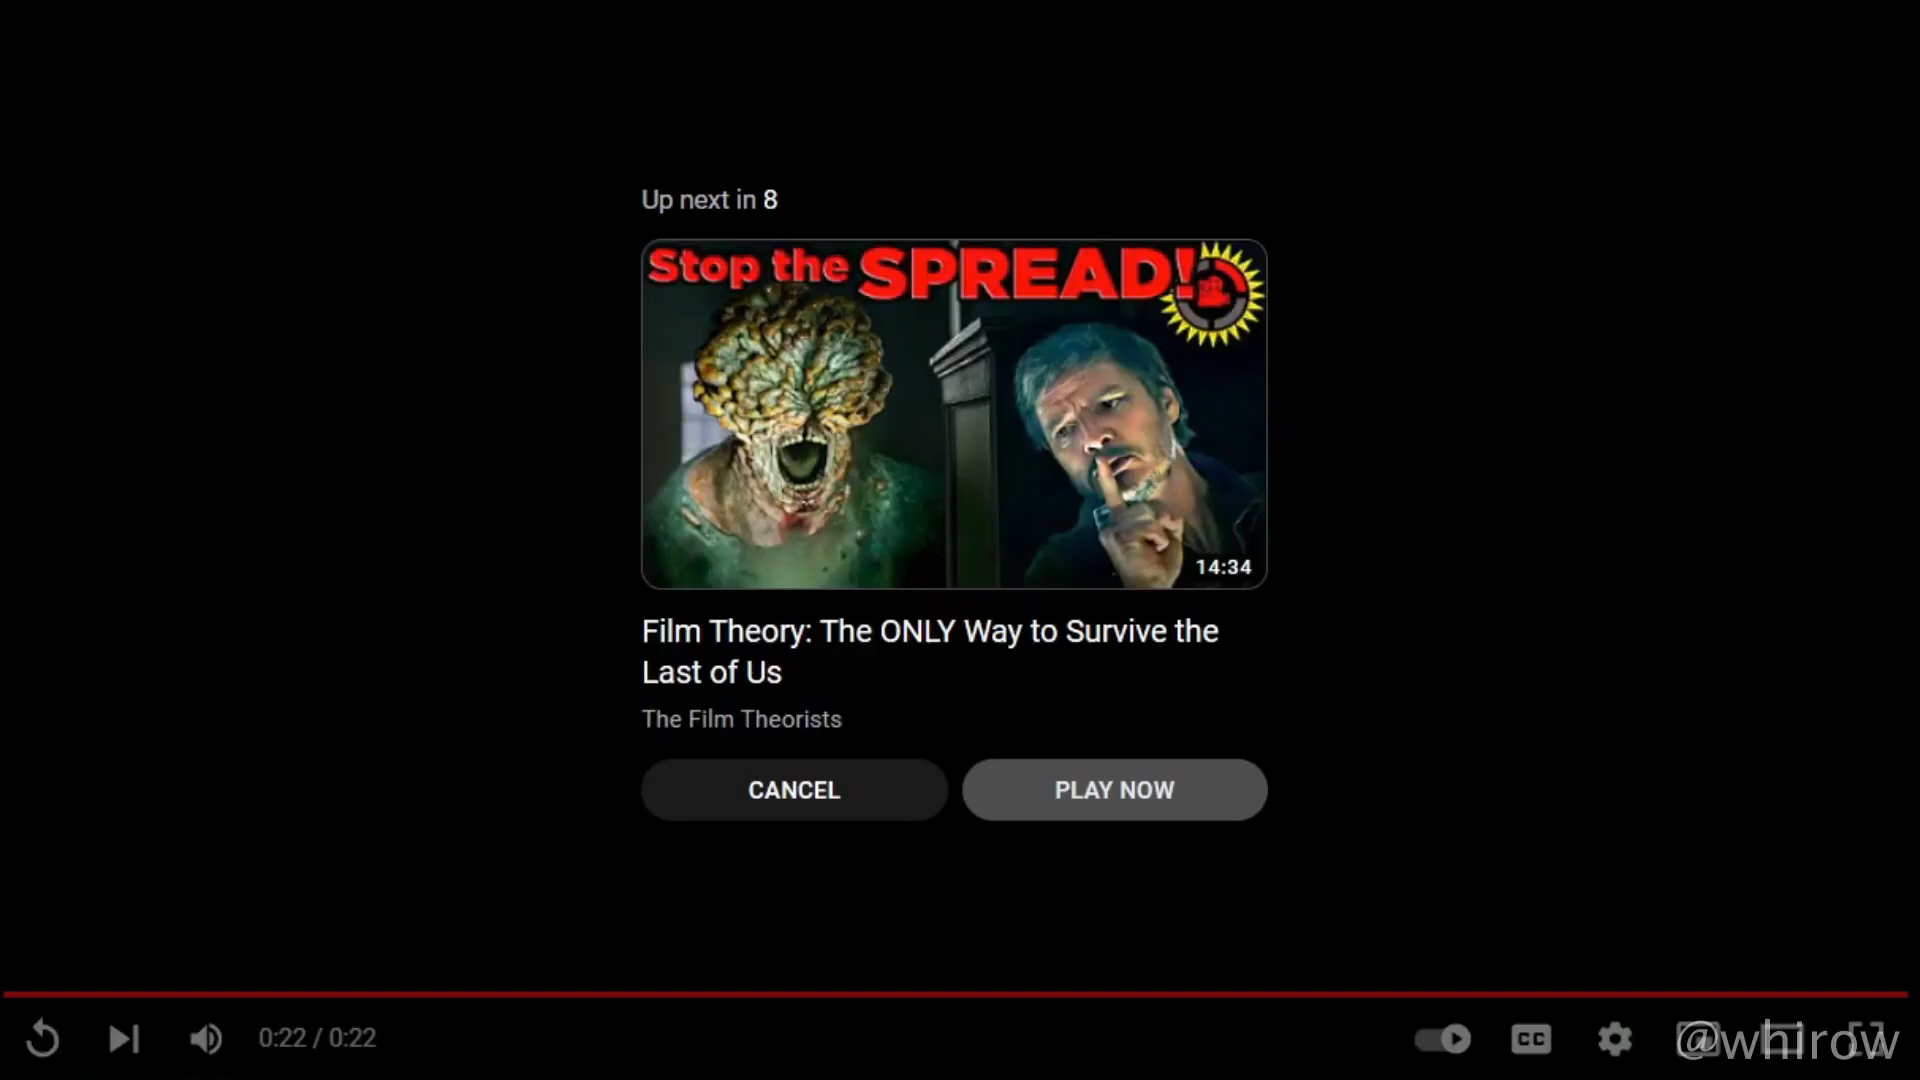 Up next in 8
Stop the SPREAD!
14:34
Film Theory: The ONLY Way to Survive the
Last of Us
The Film Theorists
CANCEL
PLAY NOW
0:22 / 0:22
CC
@whirow